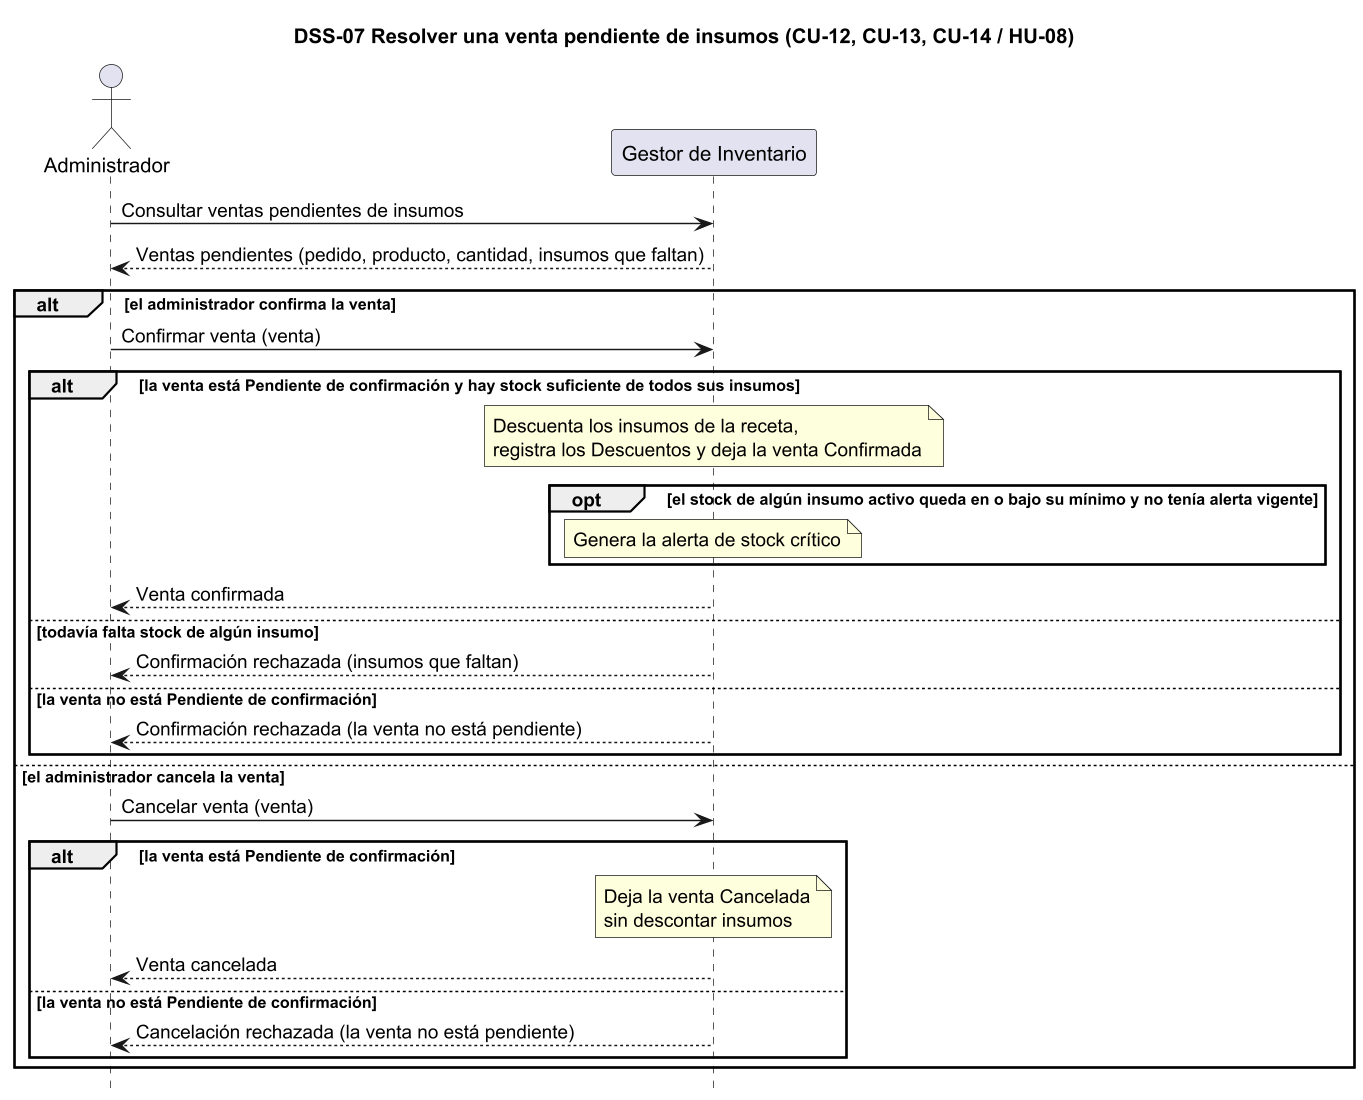 DSS-07 Resolver una venta pendiente de insumos (CU-12, CU-13, CU-14 / HU-08)
Administrador
Gestor de Inventario
Consultar ventas pendientes de insumos
Ventas pendientes (pedido, producto, cantidad, insumos que faltan)
alt
[el administrador confirma la venta]
Confirmar venta (venta)
alt
[la venta está Pendiente de confirmación y hay stock suficiente de todos sus insumos]
Descuenta los insumos de la receta,
registra los Descuentos y deja la venta Confirmada
opt
[el stock de algún insumo activo queda en o bajo su mínimo y no tenía alerta vigente]
Genera la alerta de stock crítico
Venta confirmada
[todavía falta stock de algún insumo]
Confirmación rechazada (insumos que faltan)
[la venta no está Pendiente de confirmación]
Confirmación rechazada (la venta no está pendiente)
[el administrador cancela la venta]
Cancelar venta (venta)
alt
[la venta está Pendiente de confirmación]
Deja la venta Cancelada
sin descontar insumos
Venta cancelada
[la venta no está Pendiente de confirmación]
Cancelación rechazada (la venta no está pendiente)